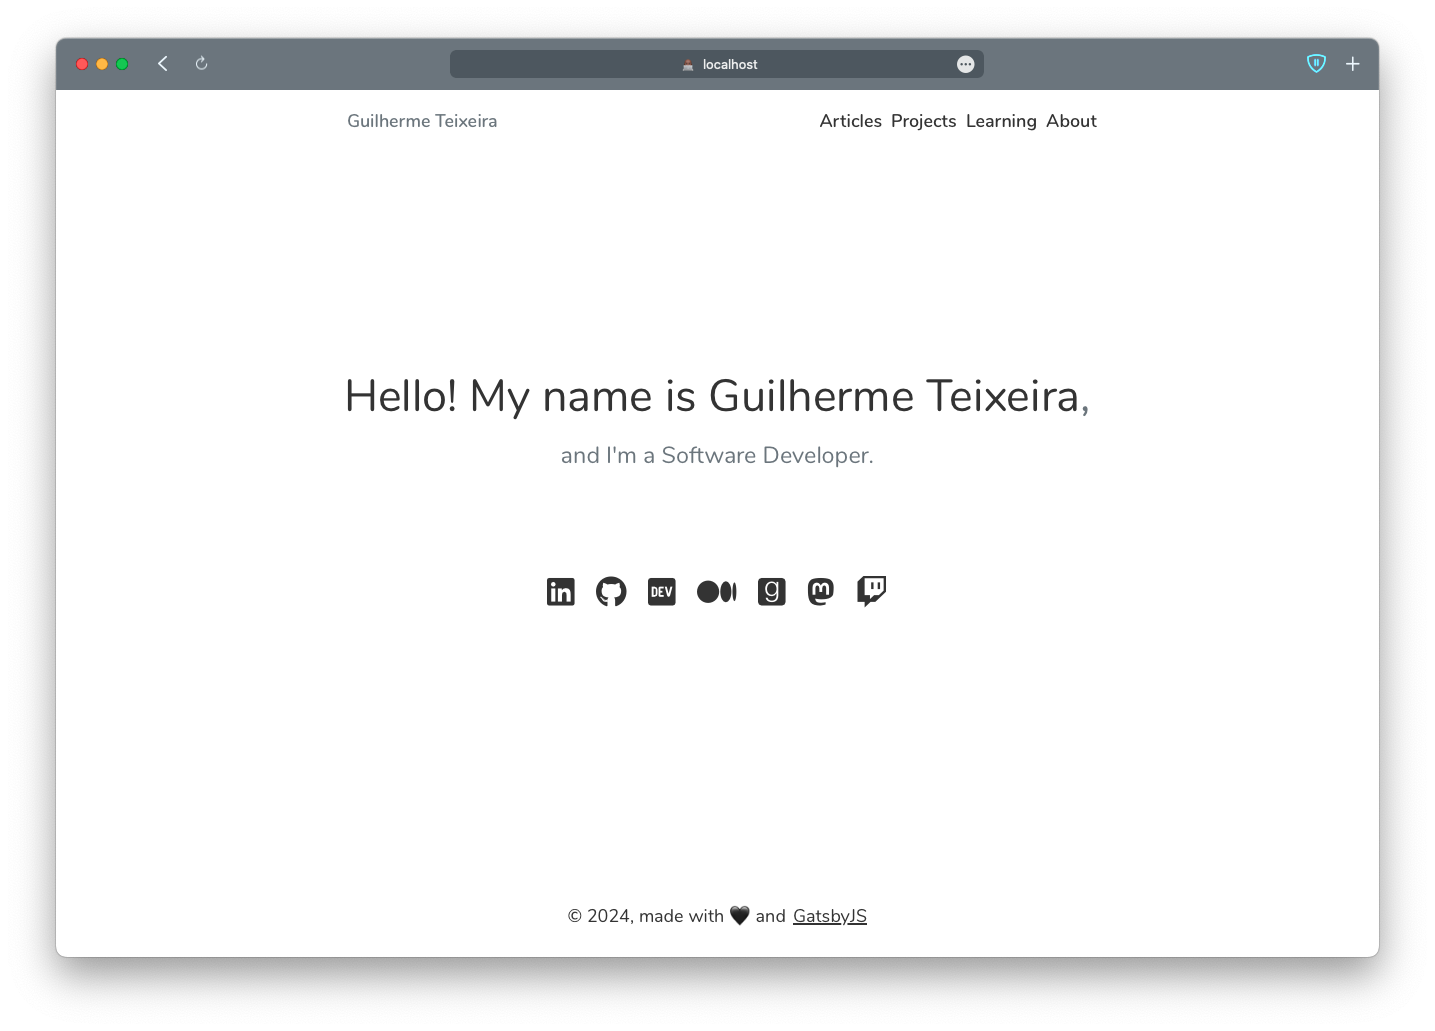 localhost
Guilherme Teixeira
Articles Projects Learning About
Hello! My name is Guilherme Teixeira,
and I'm a Software Developer.
in DEV g m
© 2024, made with 🖤 and GatsbyJS